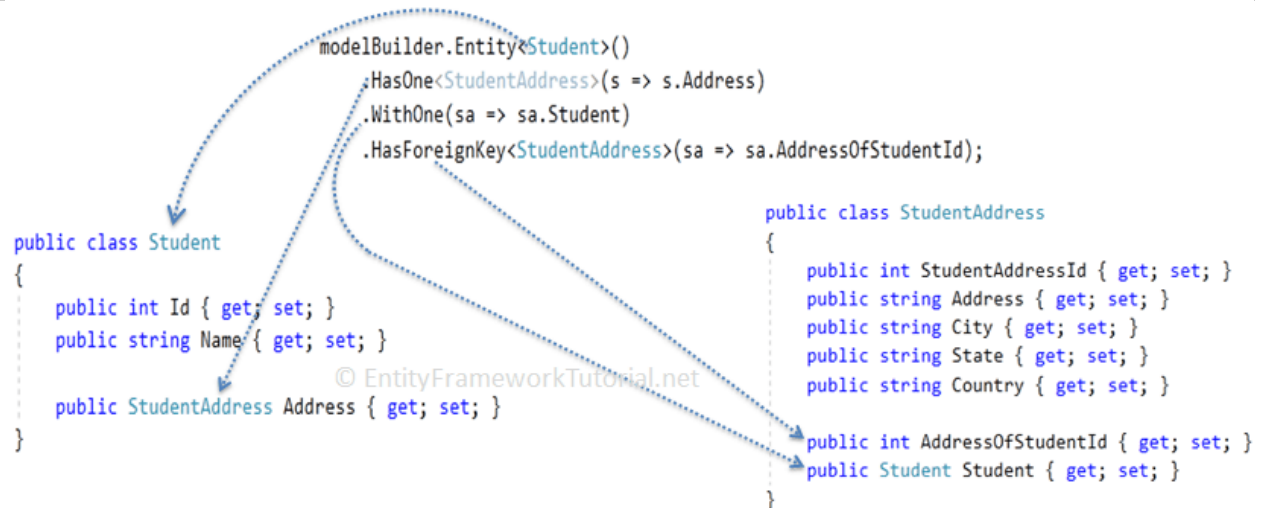 modelBuilder.Entity<Student>()
.HasOne<StudentAddress>(s => s.Address)
.WithOne(sa => sa.Student)
.HasForeignKey<StudentAddress>(sa => sa.AddressOfStudentId);
public class Student
{
public int Id { get; set; }
public string Name { get; set; }
public StudentAddress Address { get; set; }
}
© EntityFrameworkTutorial.net
public class StudentAddress
{
public int StudentAddressId { get; set; }
public string Address { get; set; }
public string City { get; set; }
public string State { get; set; }
public string Country { get; set; }
public int AddressOfStudentId { get; set; }
public Student Student { get; set; }
}